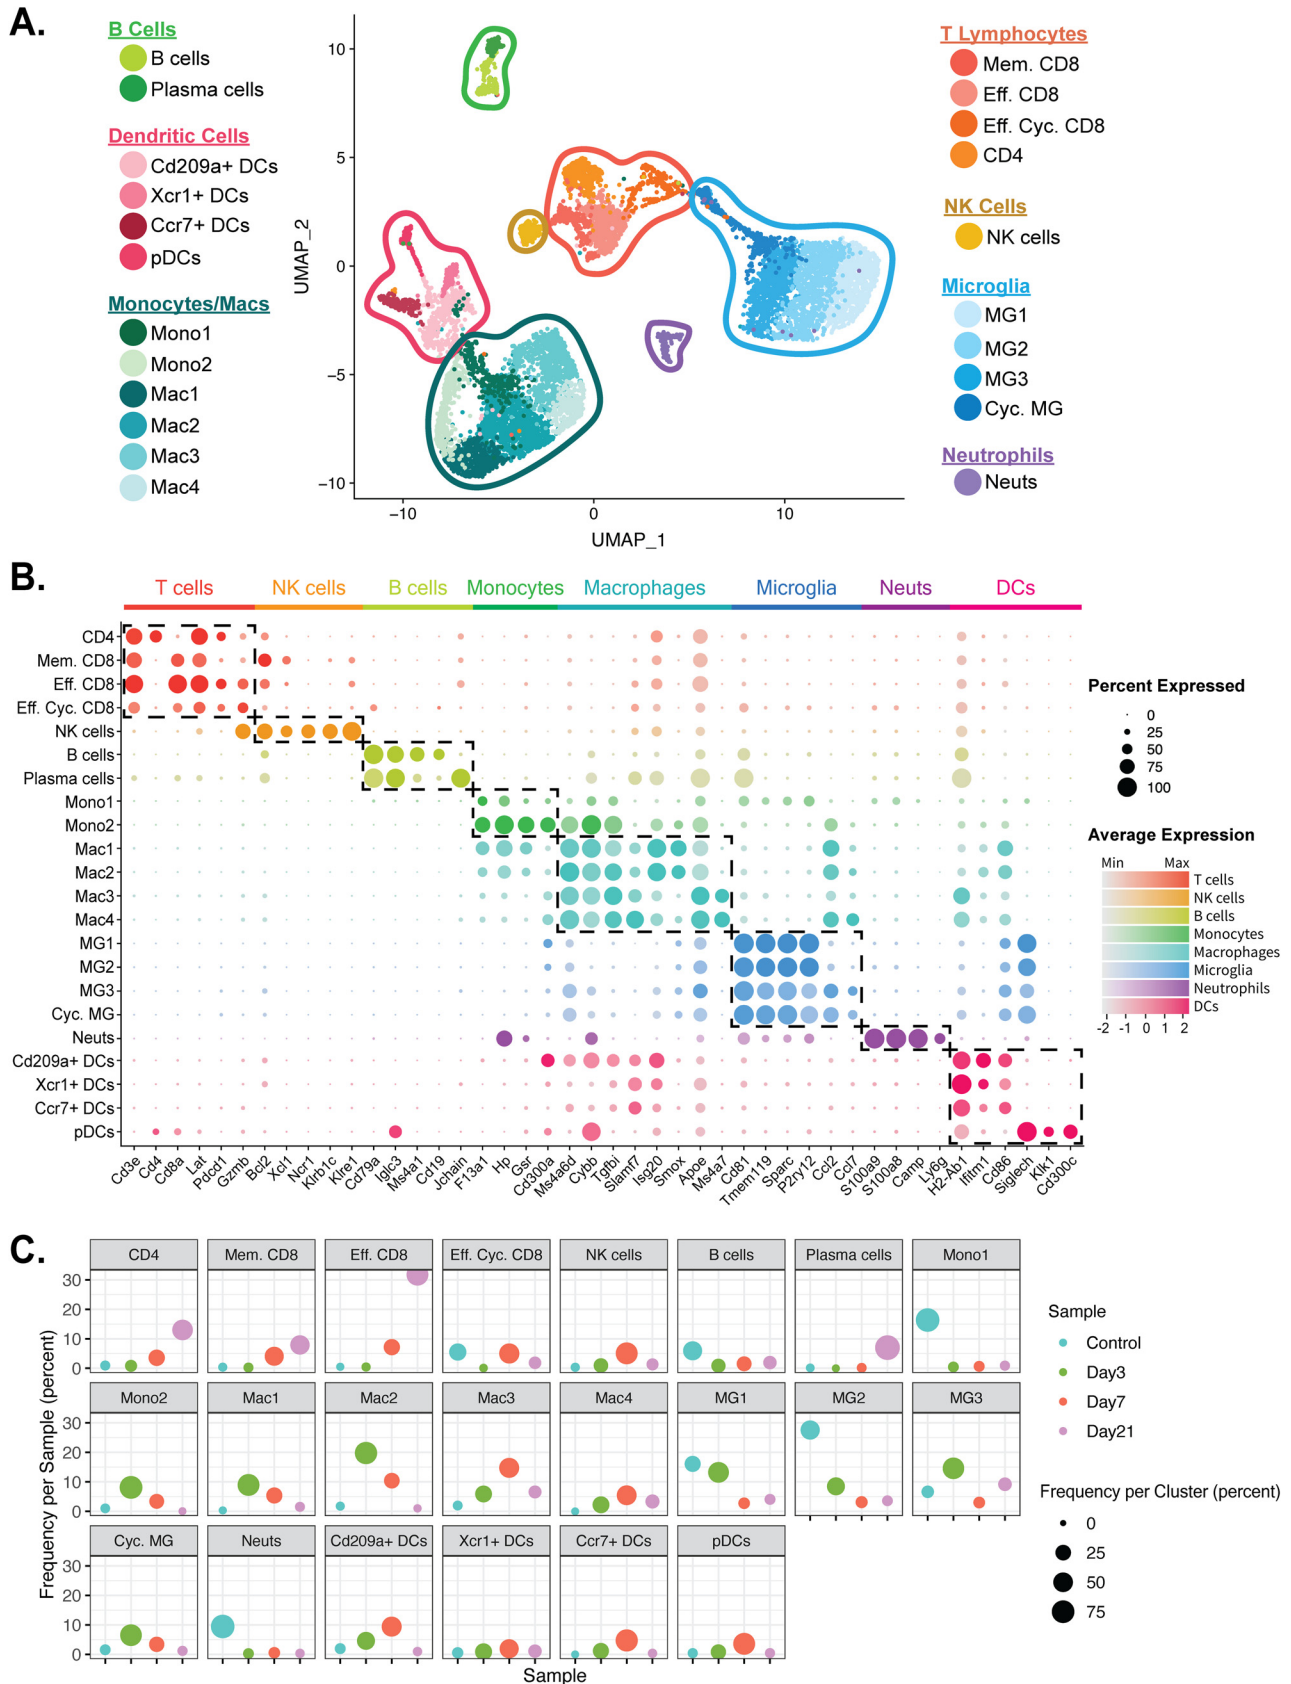 A.
B Cells
B cells
Plasma cells
Dendritic Cells
Cd209a+ DCs
Xcr1+ DCs
Ccr7+ DCs
pDCs
Monocytes/Macs
Mono1
Mono2
Mac1
Mac2
Mac3
Mac4
10
5
0
−5
−10
UMAP_2
−10
0
10
UMAP_1
T Lymphocytes
Mem. CD8
Eff. CD8
Eff. Cyc. CD8
CD4
NK Cells
NK cells
Microglia
MG1
MG2
MG3
Cyc. MG
Neutrophils
Neuts
B.
T cells NK cells B cells Monocytes Macrophages Microglia Neuts DCs
CD4
Mem. CD8
Eff. CD8
Eff. Cyc. CD8
NK cells
B cells
Plasma cells
Mono1
Mono2
Mac1
Mac2
Mac3
Mac4
MG1
MG2
MG3
Cyc. MG
Neuts
Cd209a+ DCs
Xcr1+ DCs
Ccr7+ DCs
pDCs
Cd3e
Cd4
Cd8a
Lat
Pdcd1
Gzmb
Bcl2
Xcl1
Ncr1
Klrb1c
Klre1
Cd79a
Iglc3
Ms4a1
Cd19
Jchain
F13a1
Hp
Gsr
Cd300a
Ms4a6d
Cybb
Tgfbi
Slamf7
Isg20
Smox
Apoe
Ms4a7
Cd81
Tmem119
Sparc
P2ry12
Ccl2
Ccl7
S100a9
S100a8
Camp
Ly6g
H2-Ab1
Ifitm1
Cd86
Siglech
Klk1
Cd300c
Percent Expressed
0
25
50
75
100
Average Expression
Min Max
T cells
NK cells
B cells
Monocytes
Macrophages
Microglia
Neutrophils
DCs
-2 -1 0 1 2
C.
Frequency per Sample (percent)
CD4 Mem. CD8 Eff. CD8 Eff. Cyc. CD8 NK cells B cells Plasma cells Mono1
30
20
10
0
Mono2 Mac1 Mac2 Mac3 Mac4 MG1 MG2 MG3
30
20
10
0
Cyc. MG Neuts Cd209a+ DCs Xcr1+ DCs Ccr7+ DCs pDCs
30
20
10
0
Sample
Sample
Control
Day3
Day7
Day21
Frequency per Cluster (percent)
0
25
50
75